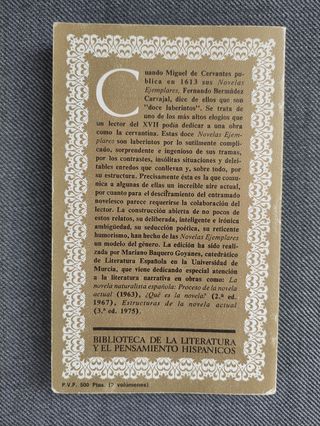 Cuando Miguel de Cervantes pu-
blica en 1613 sus Novelas
Ejemplares, Fernando Bermúdez
Carvajal, dice de ellos que son
"doce laberintos". Se trata de
uno de los más altos elogios que
un lector del XVII podía dedicar a una obra
como la cervantina. Estas doce Novelas Ejem-
plares son laberintos por lo sutilmente compli-
cado, sorprendente e ingenioso de sus tramas,
por los contrastes, insólitas situaciones y delei-
tables enredos que conllevan y, sobre todo, por
su estructura. Precisamente ésta es la que comu-
nica a algunas de ellas un increíble aire actual,
por cuanto para el desciframiento del entramado
novelesco parece requerirse la colaboración del
lector. La construcción abierta de no pocos de
estos relatos, su deliberada, inteligente e irónica
ambigüedad, su seducción poética, su reticente
humorismo, han hecho de las Novelas Ejemplares
un modelo del género. La edición ha sido reali-
zada por Mariano Baquero Goyanes, catedrático
de Literatura Española en la Universidad de
Murcia, que viene dedicando especial atención
a la literatura narrativa en obras como: La
novela naturalista española: Proceso de la novela
actual (1963), ¿Qué es la novela? (2.ª ed.
1967), Estructuras de la novela actual
(3.ª ed. 1975).
BIBLIOTECA DE LA LITERATURA
Y EL PENSAMIENTO HISPANICOS
P.V.P. 500 Ptas. (2 volúmenes)